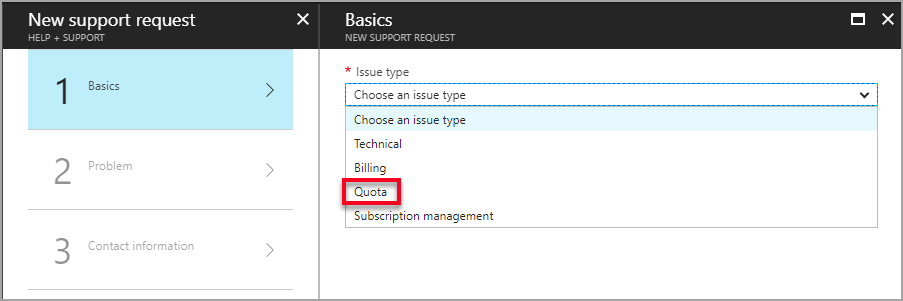 New support request
HELP + SUPPORT
1
Basics
2
Problem
3
Contact information
Basics
NEW SUPPORT REQUEST
* Issue type
Choose an issue type
Choose an issue type
Technical
Billing
Quota
Subscription management